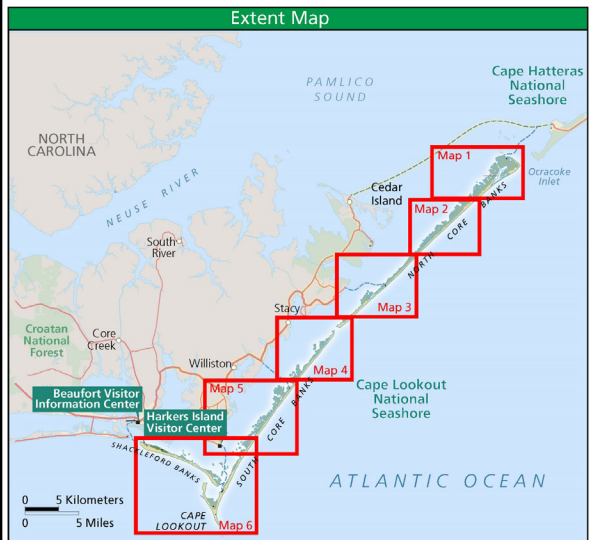 Extent Map
PAMLICO
SOUND
Cape Hatteras
National
Seashore
NORTH
CAROLINA
Map 1
Ocracoke
Inlet
Cedar
Island
NEUSE RIVER
Map 2
NORTH CORE BANKS
South
River
Map 3
Stacy
Croatan
National
Forest
Core
Creek
Williston
Map 4
Map 5
Cape Lookout
National
Seashore
Beaufort Visitor
Information Center
Harkers Island
Visitor Center
SOUTH CORE BANKS
SHACKLEFORD BANKS
ATLANTIC OCEAN
0 5 Kilometers
0 5 Miles
CAPE
LOOKOUT
Map 6